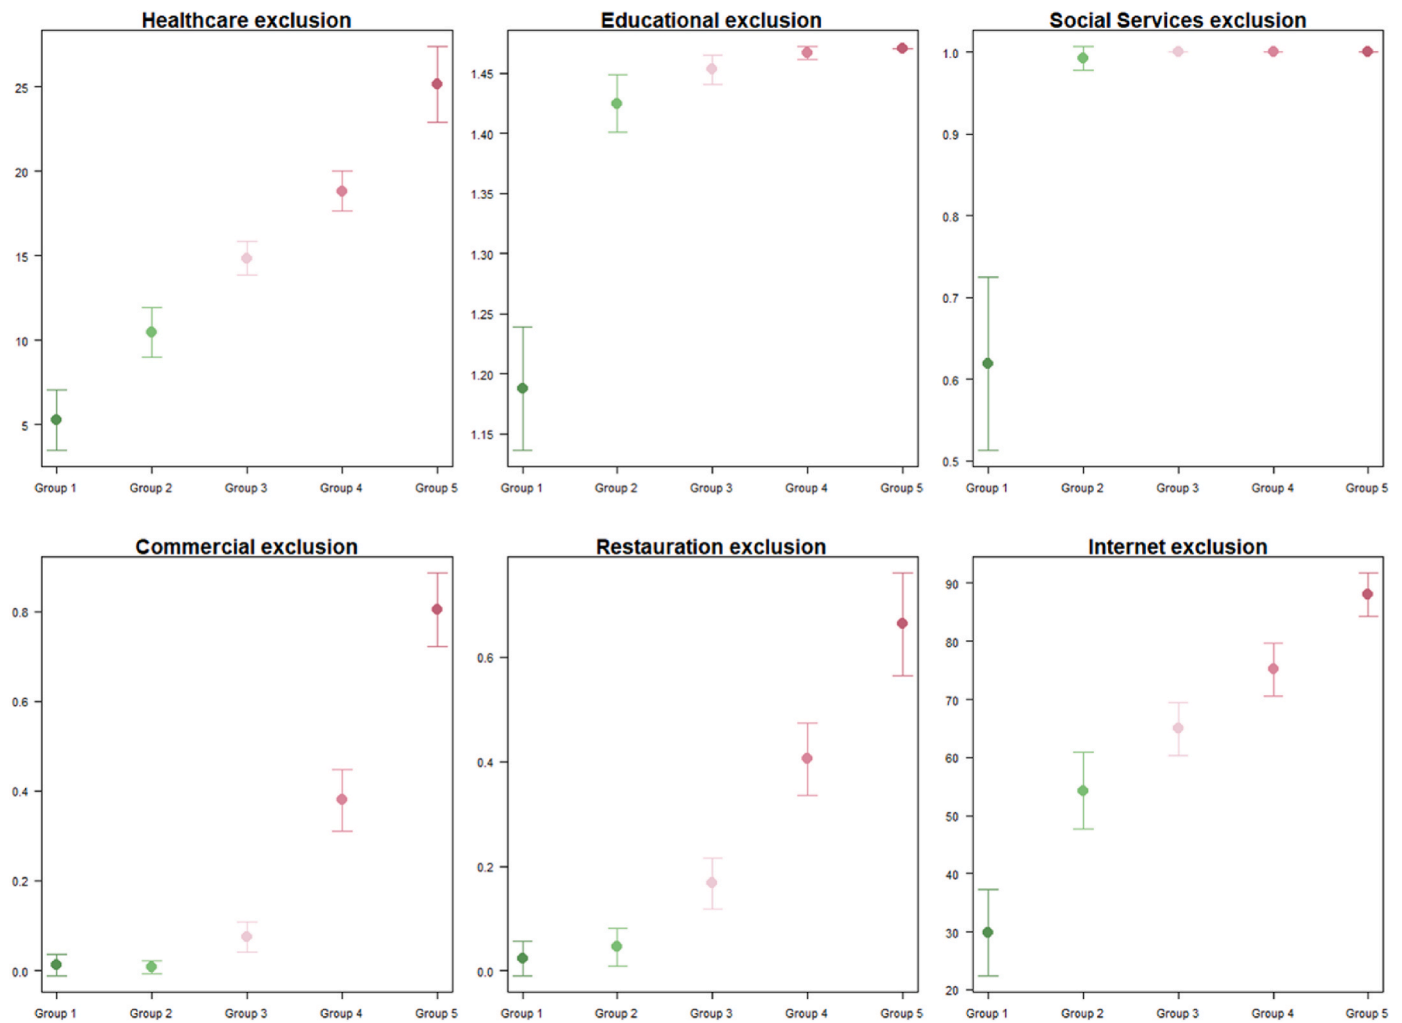 Healthcare exclusion
Educational exclusion
Social Services exclusion
25
20
15
10
5
Group 1 Group 2 Group 3 Group 4 Group 5
1.45
1.40
1.35
1.30
1.25
1.20
1.15
Group 1 Group 2 Group 3 Group 4 Group 5
1.0
0.9
0.8
0.7
0.6
0.5
Group 1 Group 2 Group 3 Group 4 Group 5
Commercial exclusion
Restauration exclusion
Internet exclusion
0.8
0.6
0.4
0.2
0.0
Group 1 Group 2 Group 3 Group 4 Group 5
0.6
0.4
0.2
0.0
Group 1 Group 2 Group 3 Group 4 Group 5
90
80
70
60
50
40
30
20
Group 1 Group 2 Group 3 Group 4 Group 5